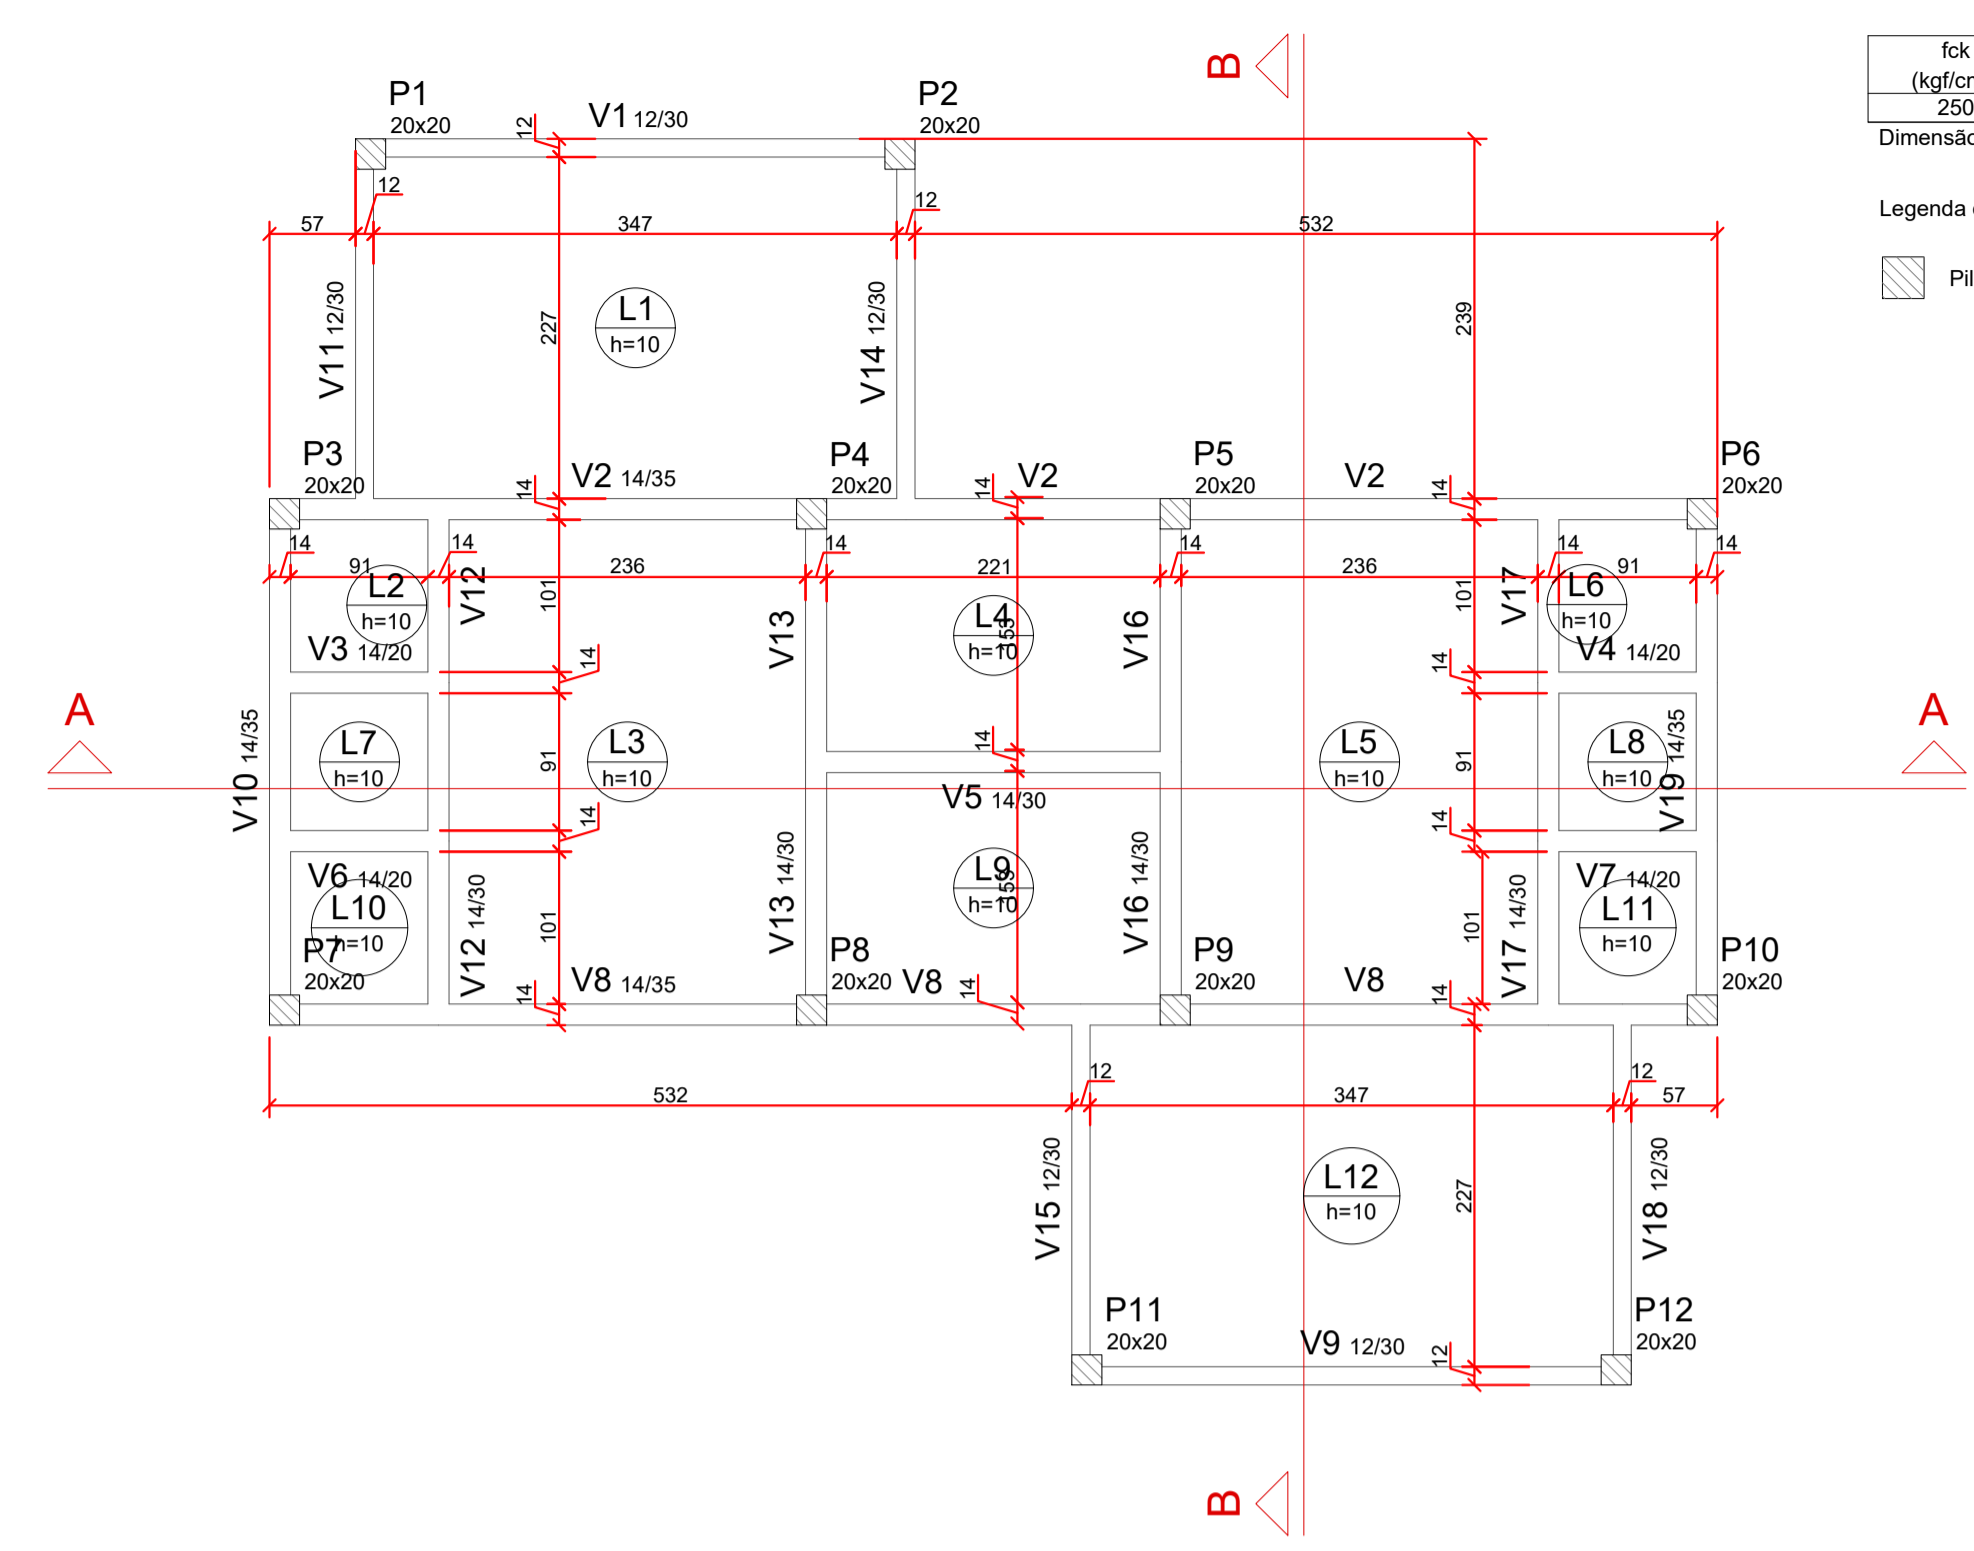 B
fck
(kgf/cm
250
Dimensão
Legenda
Pil
P1
20x20
12
V1 12/30
P2
20x20
12
12
57
347
532
V11 12/30
227
L1
h=10
V14 12/30
239
P3
20x20
14
V2 14/35
P4
20x20
14
V2
P5
20x20
V2
14
P6
20x20
14
91
14
236
14
221
14
236
14
91
14
L2
h=10
V12
101
V13
L4
h=10
153
V16
101
V17
L6
h=10
V3 14/20
14
14
V4 14/20
A
A
V10 14/35
L7
h=10
91
L3
h=10
14
L5
h=10
91
L8
h=10
V19 14/35
V5 14/30
14
14
V6 14/20
L10
h=10
V12 14/30
101
V13 14/30
L9
h=10
153
V16 14/30
101
V17 14/30
V7 14/20
L11
h=10
P7
20x20
14
V8 14/35
P8
20x20
V8
14
P9
20x20
V8
14
P10
20x20
532
12
347
12
57
V15 12/30
L12
h=10
227
V18 12/30
P11
20x20
V9 12/30
12
P12
20x20
B